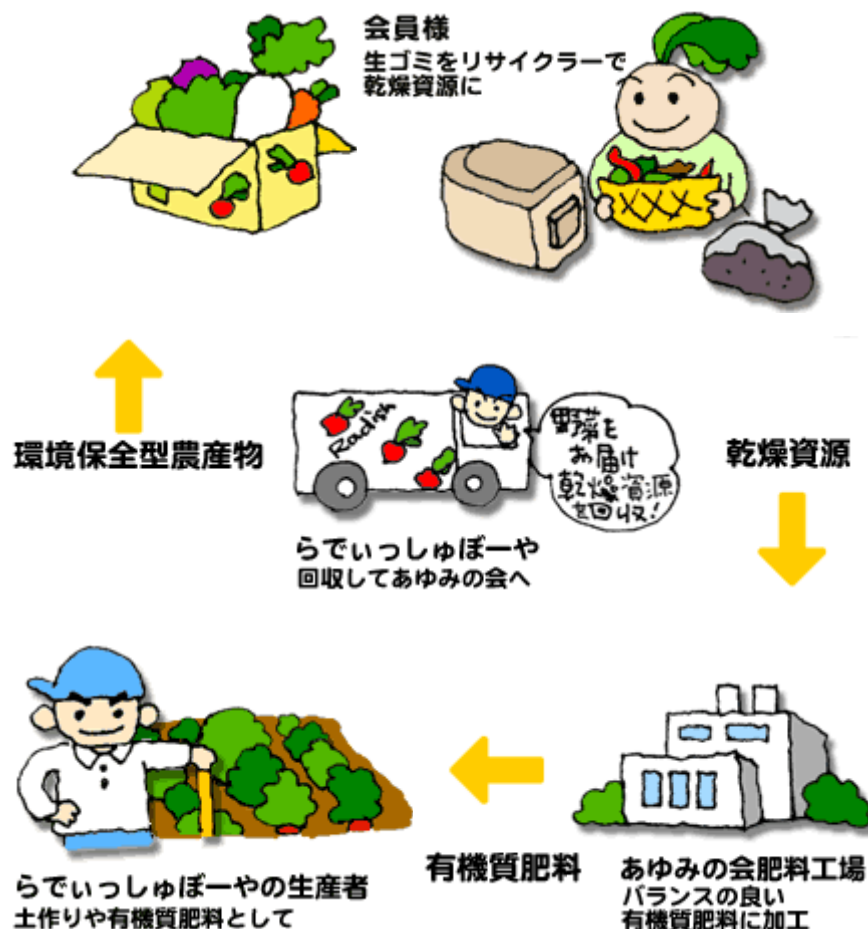 会員様
生ゴミをリサイクラーで
乾燥資源に
環境保全型農産物
Radish
野菜を
お届け
乾燥資源
を回収!
乾燥資源
らでぃっしゅぼーや
回収してあゆみの会へ
有機質肥料
あゆみの会肥料工場
バランスの良い
有機質肥料に加工
らでぃっしゅぼーやの生産者
土作りや有機質肥料として